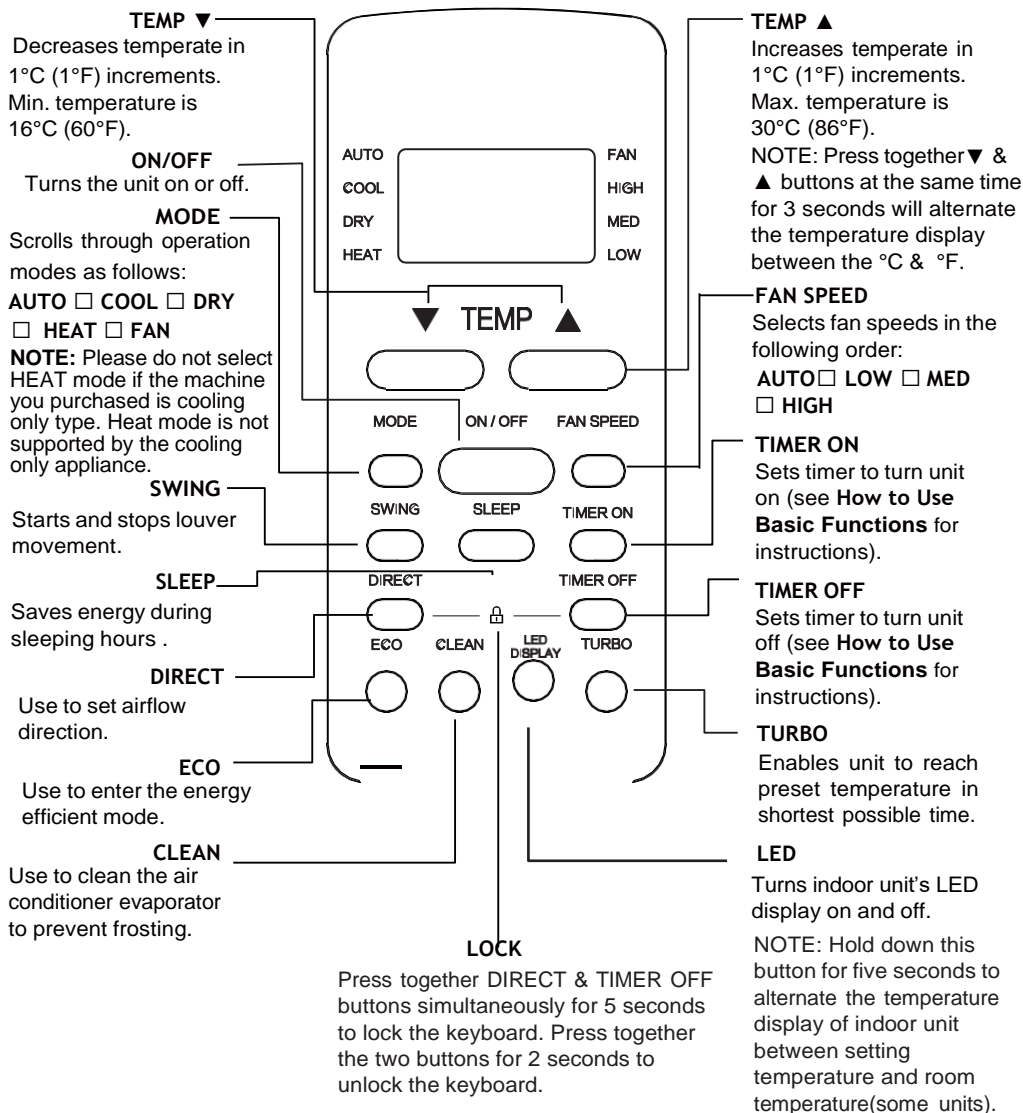 TEMP ▼
Decreases temperate in
1°C (1°F) increments.
Min. temperature is
16°C (60°F).
ON/OFF
Turns the unit on or off.
MODE
Scrolls through operation
modes as follows:
AUTO □ COOL □ DRY
□ HEAT □ FAN
NOTE: Please do not select
HEAT mode if the machine
you purchased is cooling
only type. Heat mode is not
supported by the cooling
only appliance.
SWING
Starts and stops louver
movement.
SLEEP
Saves energy during
sleeping hours .
DIRECT
Use to set airflow
direction.
ECO
Use to enter the energy
efficient mode.
CLEAN
Use to clean the air
conditioner evaporator
to prevent frosting.
AUTO
COOL
DRY
HEAT
FAN
HIGH
MED
LOW
▼ TEMP ▲
MODE ON / OFF FAN SPEED
SWING SLEEP TIMER ON
DIRECT TIMER OFF
ECO CLEAN LED DISPLAY TURBO
LOCK
Press together DIRECT & TIMER OFF
buttons simultaneously for 5 seconds
to lock the keyboard. Press together
the two buttons for 2 seconds to
unlock the keyboard.
TEMP ▲
Increases temperate in
1°C (1°F) increments.
Max. temperature is
30°C (86°F).
NOTE: Press together▼ &
▲ buttons at the same time
for 3 seconds will alternate
the temperature display
between the °C & °F.
FAN SPEED
Selects fan speeds in the
following order:
AUTO□ LOW □ MED
□ HIGH
TIMER ON
Sets timer to turn unit
on (see How to Use
Basic Functions for
instructions).
TIMER OFF
Sets timer to turn unit
off (see How to Use
Basic Functions for
instructions).
TURBO
Enables unit to reach
preset temperature in
shortest possible time.
LED
Turns indoor unit's LED
display on and off.
NOTE: Hold down this
button for five seconds to
alternate the temperature
display of indoor unit
between setting
temperature and room
temperature(some units).